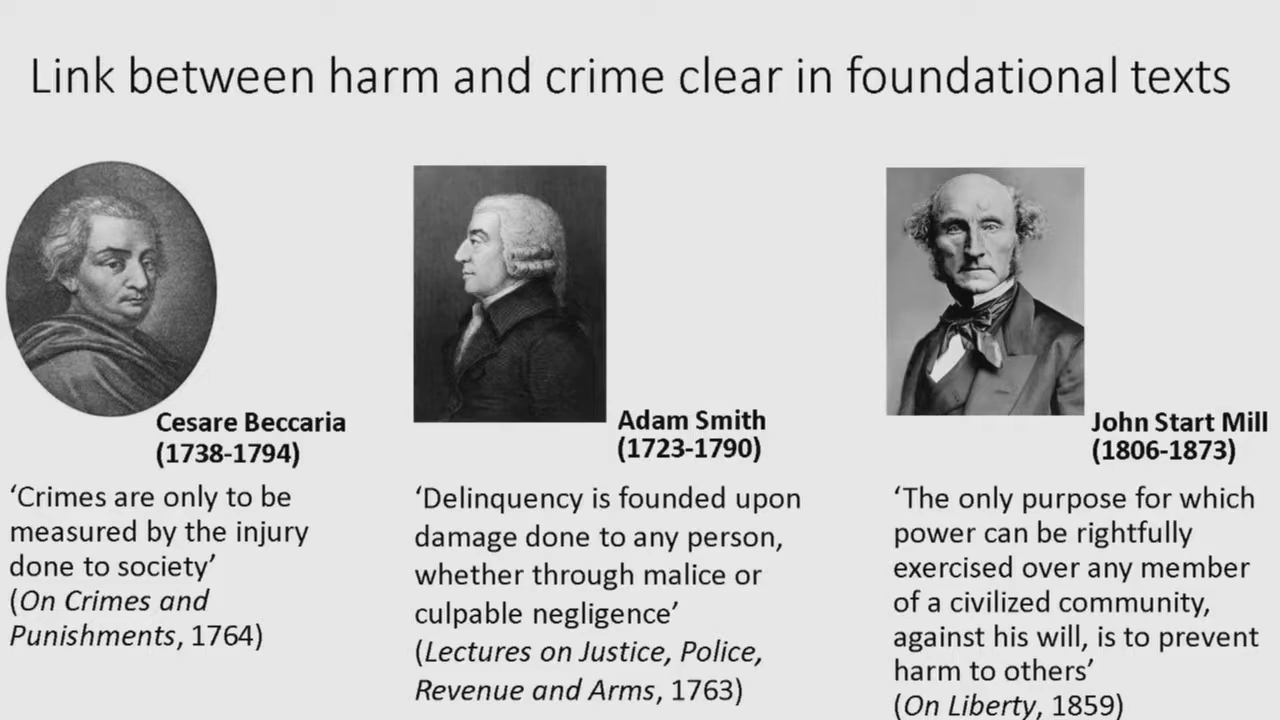 Link between harm and crime clear in foundational texts
Cesare Beccaria
(1738-1794)
‘Crimes are only to be
measured by the injury
done to society’
(On Crimes and
Punishments, 1764)
Adam Smith
(1723-1790)
‘Delinquency is founded upon
damage done to any person,
whether through malice or
culpable negligence’
(Lectures on Justice, Police,
Revenue and Arms, 1763)
John Start Mill
(1806-1873)
‘The only purpose for which
power can be rightfully
exercised over any member
of a civilized community,
against his will, is to prevent
harm to others’
(On Liberty, 1859)